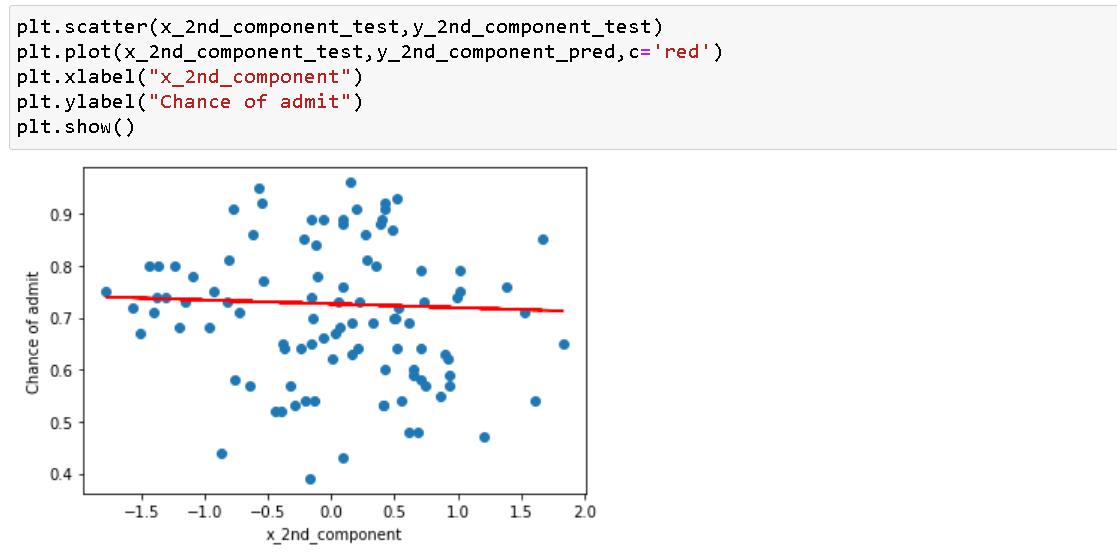 plt.scatter(x_2nd_component_test,y_2nd_component_test)
plt.plot(x_2nd_component_test,y_2nd_component_pred,c='red')
plt.xlabel("x_2nd_component")
plt.ylabel("Chance of admit")
plt.show()
0.9
0.8
0.7
0.6
0.5
0.4
Chance of admit
−1.5 −1.0 −0.5 0.0 0.5 1.0 1.5 2.0
x_2nd_component